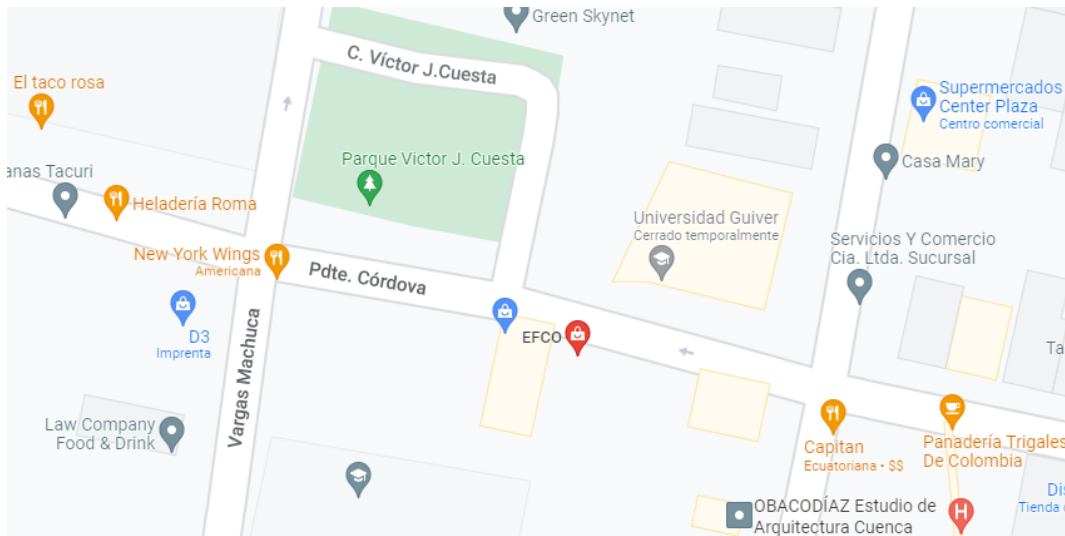 Green Skynet
C. Víctor J.Cuesta
El taco rosa
Supermercados
Center Plaza
Centro comercial
Parque Victor J. Cuesta
Casa Mary
anas Tacuri
Heladería Roma
Universidad Guiver
Cerrado temporalmente
New York Wings
Americana
Servicios Y Comercio
Cia. Ltda. Sucursal
Pdte. Córdova
D3
Imprenta
EFCO
Ta
Vargas Machuca
Law Company
Food & Drink
Capitan
Ecuatoriana • $$
Panadería Trigales
De Colombia
OBACODÍAZ Estudio de
Arquitectura Cuenca
H
Dis
Tienda